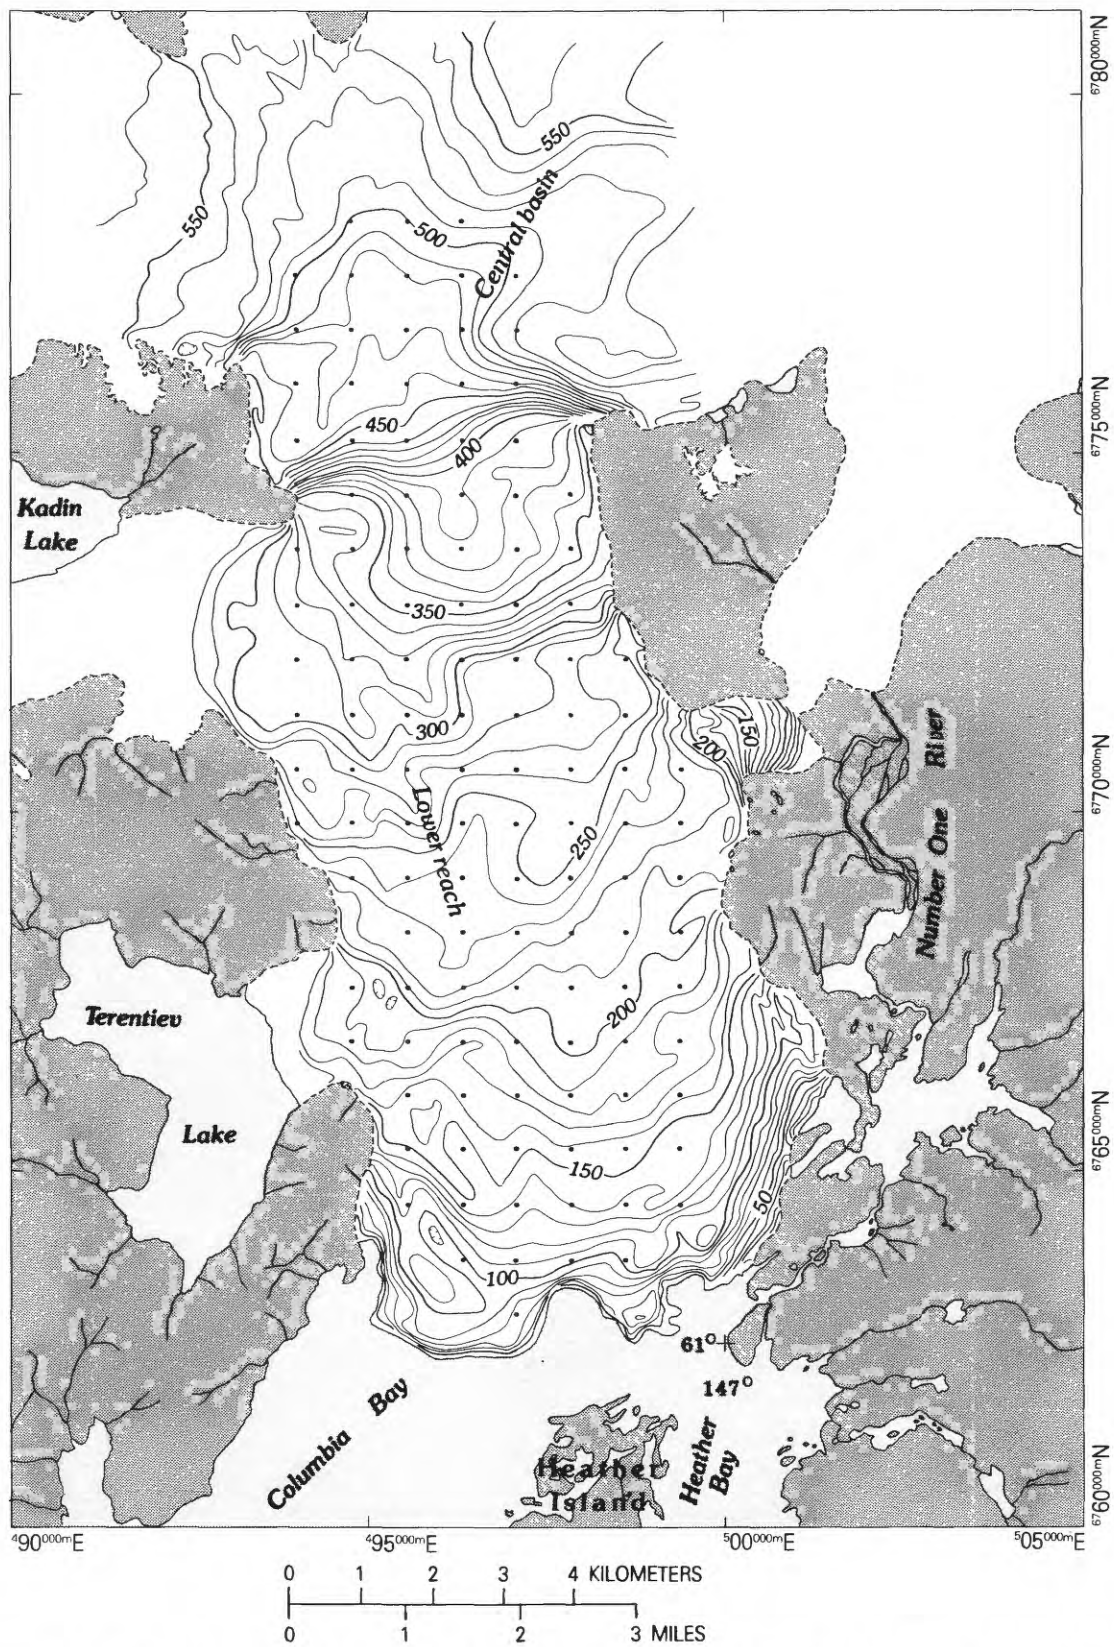 ⁶⁷80⁰⁰⁰ᵐN
550
550
500
Central basin
450
400
⁶⁷75⁰⁰⁰ᵐN
Kadin
Lake
350
300
150
200
Number One River
⁶⁷70⁰⁰⁰ᵐN
Lower reach
250
200
Terentiev
Lake
⁶⁷65⁰⁰⁰ᵐN
150
50
100
61°
147°
Columbia Bay
Heather
Island
Heather
Bay
⁶⁷60⁰⁰⁰ᵐN
⁴90⁰⁰⁰ᵐE
⁴95⁰⁰⁰ᵐE
⁵00⁰⁰⁰ᵐE
⁵05⁰⁰⁰ᵐE
0 1 2 3 4 KILOMETERS
0 1 2 3 MILES